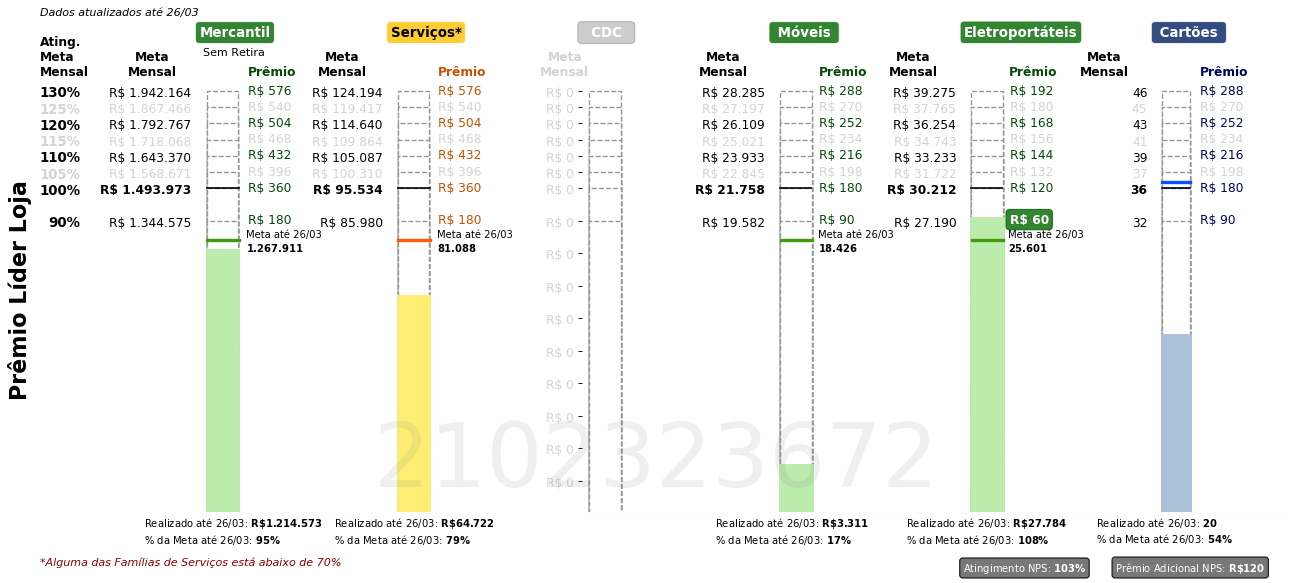 Dados atualizados até 26/03
Mercantil Serviços* CDC Móveis Eletroportáteis Cartões
Sem Retira
Ating. Meta Mensal
Meta Mensal Prêmio Meta Mensal Prêmio Meta Mensal Meta Mensal Prêmio Meta Mensal Prêmio Meta Mensal Prêmio
130% R$ 1.942.164 R$ 576 R$ 124.194 R$ 576 R$ 0 R$ 28.285 R$ 288 R$ 39.275 R$ 192 46 R$ 288
125% R$ 1.867.466 R$ 540 R$ 119.417 R$ 540 R$ 0 R$ 27.197 R$ 270 R$ 37.765 R$ 180 45 R$ 270
120% R$ 1.792.767 R$ 504 R$ 114.640 R$ 504 R$ 0 R$ 26.109 R$ 252 R$ 36.254 R$ 168 43 R$ 252
115% R$ 1.718.068 R$ 468 R$ 109.864 R$ 468 R$ 0 R$ 25.021 R$ 234 R$ 34.743 R$ 156 41 R$ 234
110% R$ 1.643.370 R$ 432 R$ 105.087 R$ 432 R$ 0 R$ 23.933 R$ 216 R$ 33.233 R$ 144 39 R$ 216
105% R$ 1.568.671 R$ 396 R$ 100.310 R$ 396 R$ 0 R$ 22.845 R$ 198 R$ 31.722 R$ 132 37 R$ 198
100% R$ 1.493.973 R$ 360 R$ 95.534 R$ 360 R$ 0 R$ 21.758 R$ 180 R$ 30.212 R$ 120 36 R$ 180
90% R$ 1.344.575 R$ 180 R$ 85.980 R$ 180 R$ 0 R$ 19.582 R$ 90 R$ 27.190 R$ 60 32 R$ 90
Meta até 26/03 Meta até 26/03 Meta até 26/03 Meta até 26/03
1.267.911 81.088 18.426 25.601
R$ 0
R$ 0
R$ 0
R$ 0
R$ 0
R$ 0
R$ 0
R$ 0
Prêmio Líder Loja
2102323672
Realizado até 26/03: R$1.214.573 Realizado até 26/03: R$64.722 Realizado até 26/03: R$3.311 Realizado até 26/03: R$27.784 Realizado até 26/03: 20
% da Meta até 26/03: 95% % da Meta até 26/03: 79% % da Meta até 26/03: 17% % da Meta até 26/03: 108% % da Meta até 26/03: 54%
*Alguma das Famílias de Serviços está abaixo de 70%
Atingimento NPS: 103% Prêmio Adicional NPS: R$120